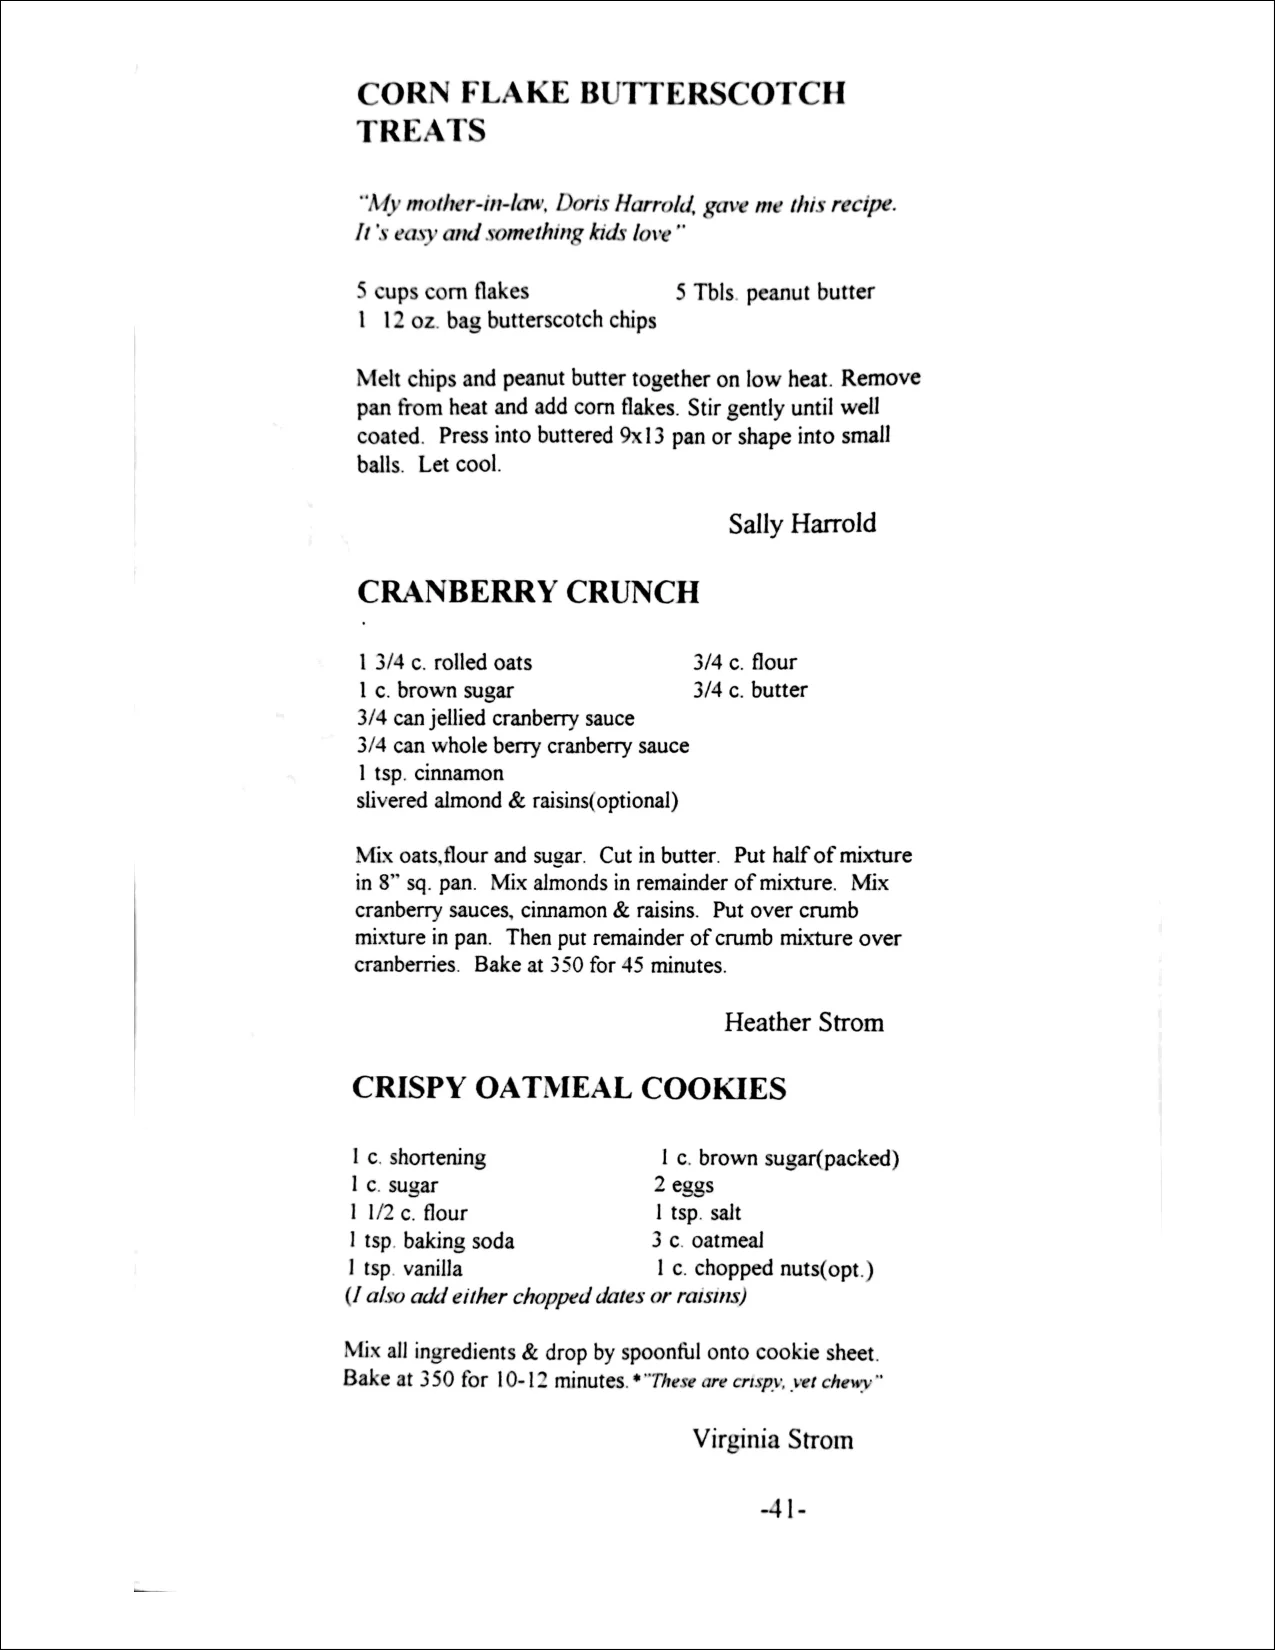 CORN FLAKE BUTTERSCOTCH
TREATS
"My mother-in-law, Doris Harrold, gave me this recipe.
It's easy and something kids love"
5 cups corn flakes 5 Tbls. peanut butter
1 12 oz. bag butterscotch chips
Melt chips and peanut butter together on low heat. Remove
pan from heat and add corn flakes. Stir gently until well
coated. Press into buttered 9x13 pan or shape into small
balls. Let cool.
Sally Harrold
CRANBERRY CRUNCH
1 3/4 c. rolled oats 3/4 c. flour
1 c. brown sugar 3/4 c. butter
3/4 can jellied cranberry sauce
3/4 can whole berry cranberry sauce
1 tsp. cinnamon
slivered almond & raisins(optional)
Mix oats,flour and sugar. Cut in butter. Put half of mixture
in 8” sq. pan. Mix almonds in remainder of mixture. Mix
cranberry sauces, cinnamon & raisins. Put over crumb
mixture in pan. Then put remainder of crumb mixture over
cranberries. Bake at 350 for 45 minutes.
Heather Strom
CRISPY OATMEAL COOKIES
1 c. shortening 1 c. brown sugar(packed)
1 c. sugar 2 eggs
1 1/2 c. flour 1 tsp. salt
1 tsp. baking soda 3 c. oatmeal
1 tsp. vanilla 1 c. chopped nuts(opt.)
(I also add either chopped dates or raisins)
Mix all ingredients & drop by spoonful onto cookie sheet.
Bake at 350 for 10-12 minutes. *"These are crispy, yet chewy"
Virginia Strom
-41-